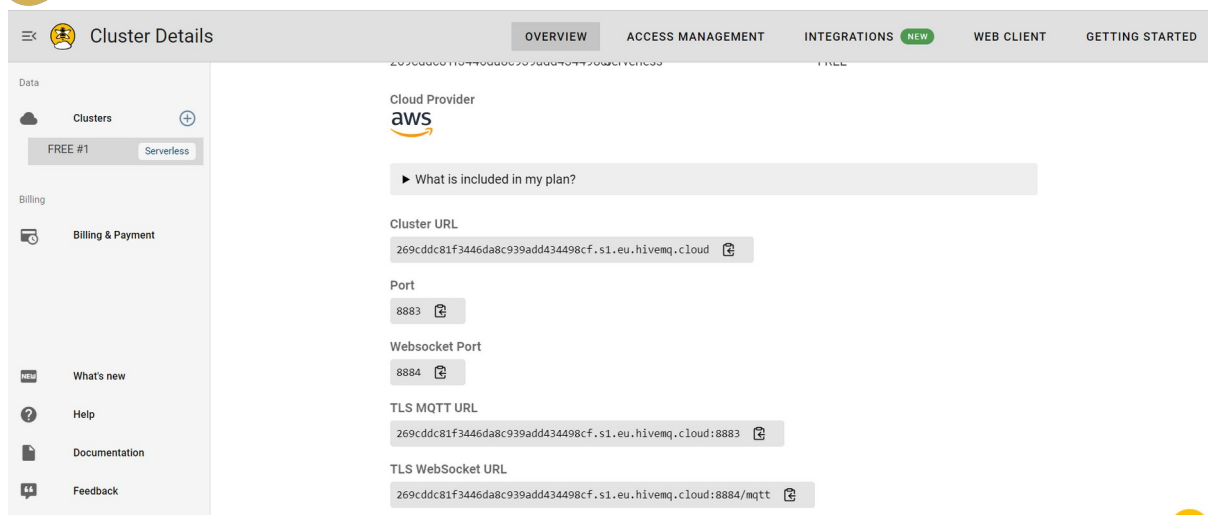 Cluster Details
OVERVIEW
ACCESS MANAGEMENT
INTEGRATIONS NEW
WEB CLIENT
GETTING STARTED
Data
Clusters
FREE #1 Serverless
Billing
Billing & Payment
What's new
Help
Documentation
Feedback
FREE
Cloud Provider
aws
▶ What is included in my plan?
Cluster URL
269cddc81f3446da8c939add434498cf.s1.eu.hivemq.cloud
Port
8883
Websocket Port
8884
TLS MQTT URL
269cddc81f3446da8c939add434498cf.s1.eu.hivemq.cloud:8883
TLS WebSocket URL
269cddc81f3446da8c939add434498cf.s1.eu.hivemq.cloud:8884/mqtt